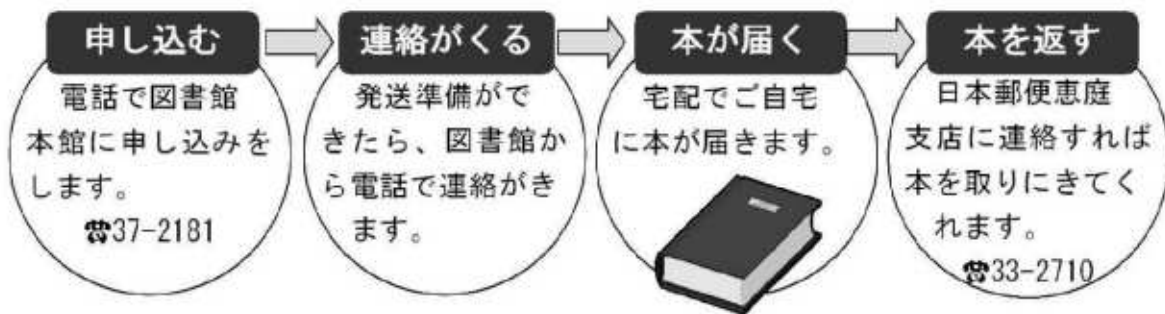 申し込む
電話で図書館
本館に申し込みを
します。
☎37-2181
連絡がくる
発送準備がで
きたら、図書館か
ら電話で連絡がき
ます。
本が届く
宅配でご自宅
に本が届きます。
本を返す
日本郵便恵庭
支店に連絡すれば
本を取りにきてく
れます。
☎33-2710